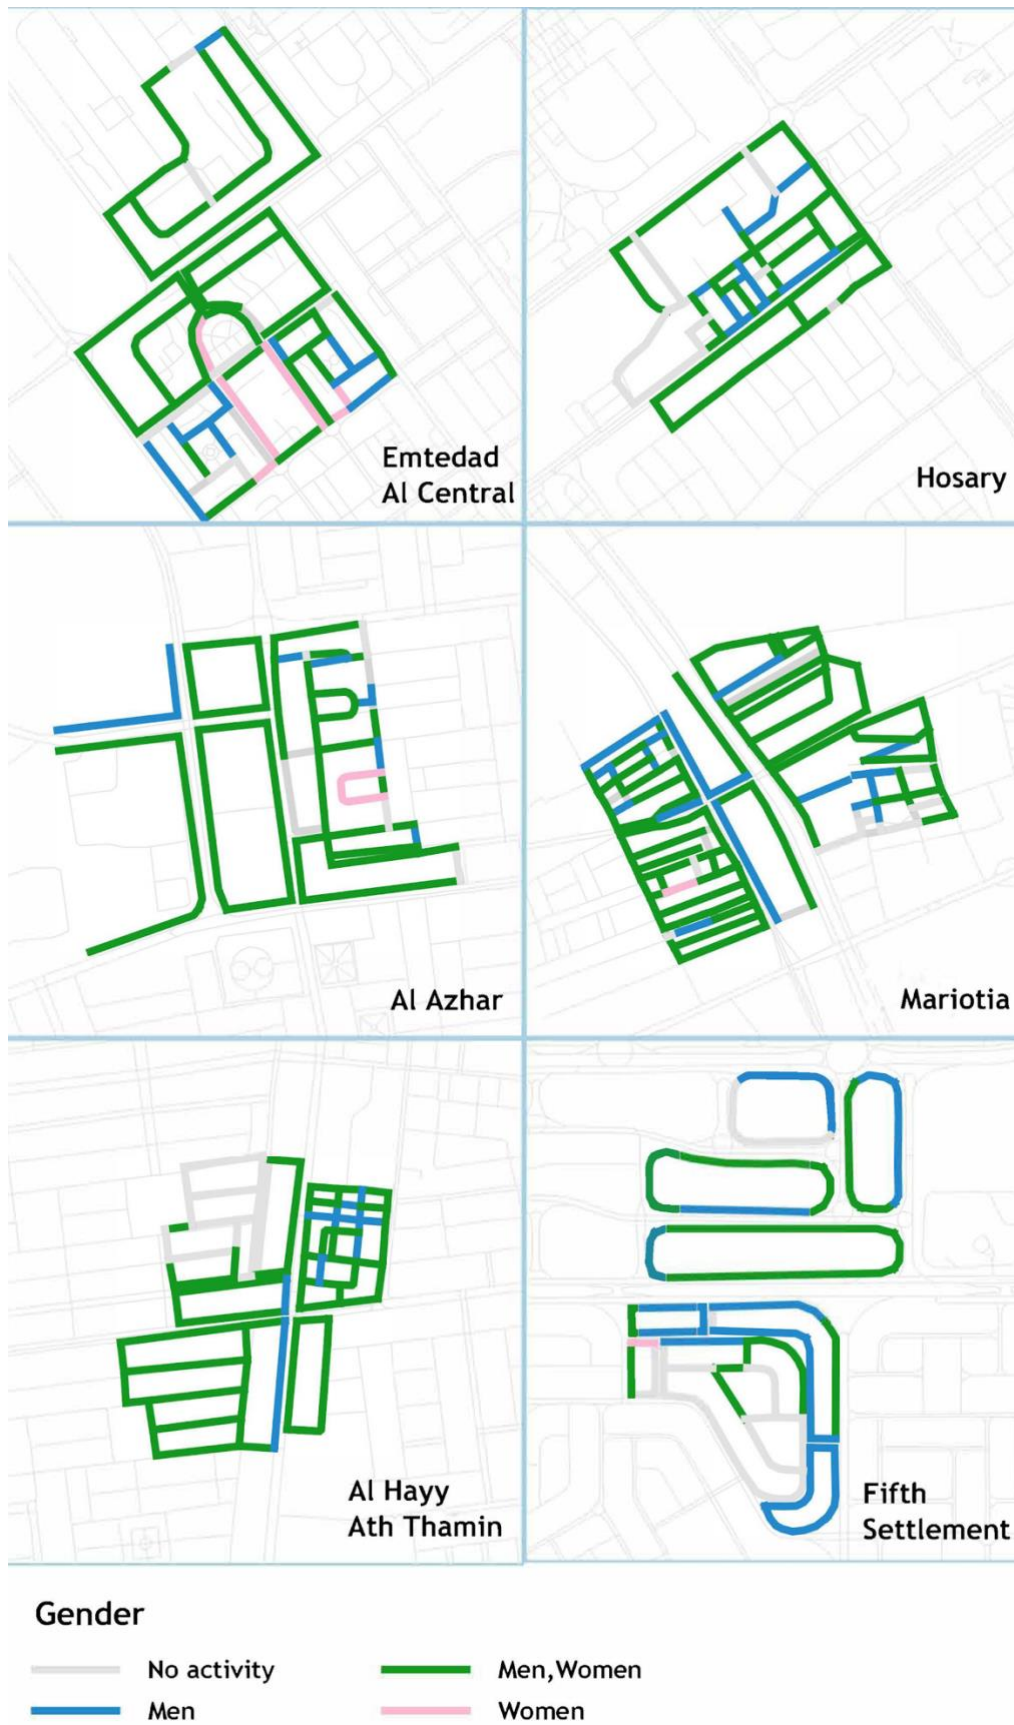 Emtedad
Al Central
Hosary
Al Azhar
Mariotia
Al Hayy
Ath Thamin
Fifth
Settlement
Gender
No activity
Men,Women
Men
Women